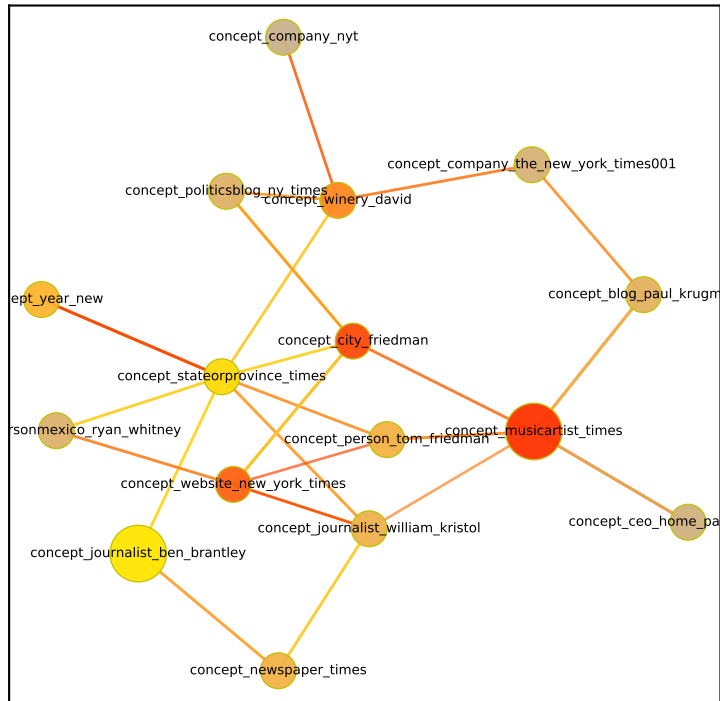 concept_company_nyt
concept_company_the_new_york_times001
concept_politicsblog_ny_times
concept_winery_david
ept_year_new
concept_blog_paul_krugm
concept_city_friedman
concept_stateorprovince_times
rsonmexico_ryan_whitney
concept_person_tom_friedman
concept_musicartist_times
concept_website_new_york_times
concept_journalist_william_kristol
concept_ceo_home_pa
concept_journalist_ben_brantley
concept_newspaper_times